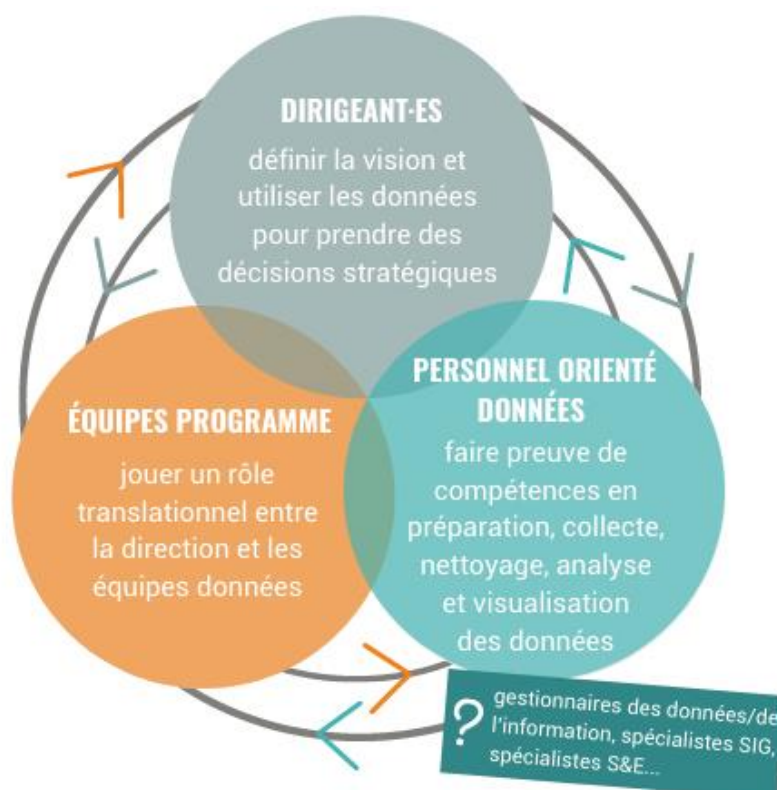 DIRIGEANT·ES
définir la vision et
utiliser les données
pour prendre des
décisions stratégiques
ÉQUIPES PROGRAMME
jouer un rôle
translationnel entre
la direction et les
équipes données
PERSONNEL ORIENTÉ
DONNÉES
faire preuve de
compétences en
préparation, collecte,
nettoyage, analyse
et visualisation
des données
?
gestionnaires des données/de
l'information, spécialistes SIG,
spécialistes S&E...